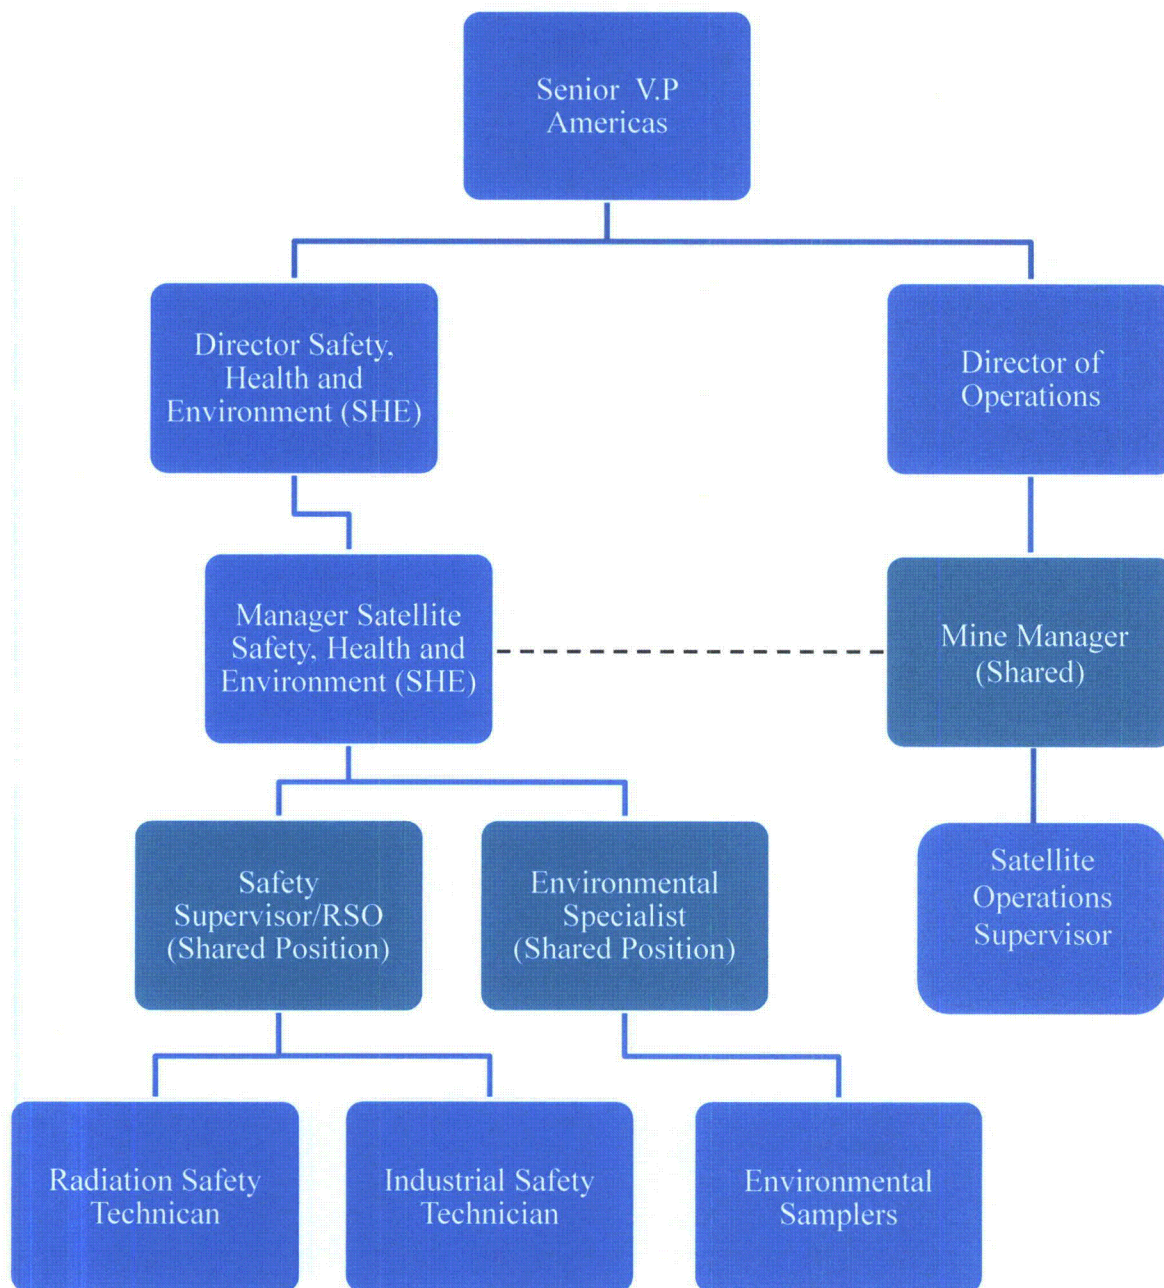 Senior V.P
Americas
Director Safety,
Health and
Environment (SHE)
Director of
Operations
Manager Satellite
Safety, Health and
Environment (SHE)
Mine Manager
(Shared)
Safety
Supervisor/RSO
(Shared Position)
Environmental
Specialist
(Shared Position)
Satellite
Operations
Supervisor
Radiation Safety
Technican
Industrial Safety
Technician
Environmental
Samplers